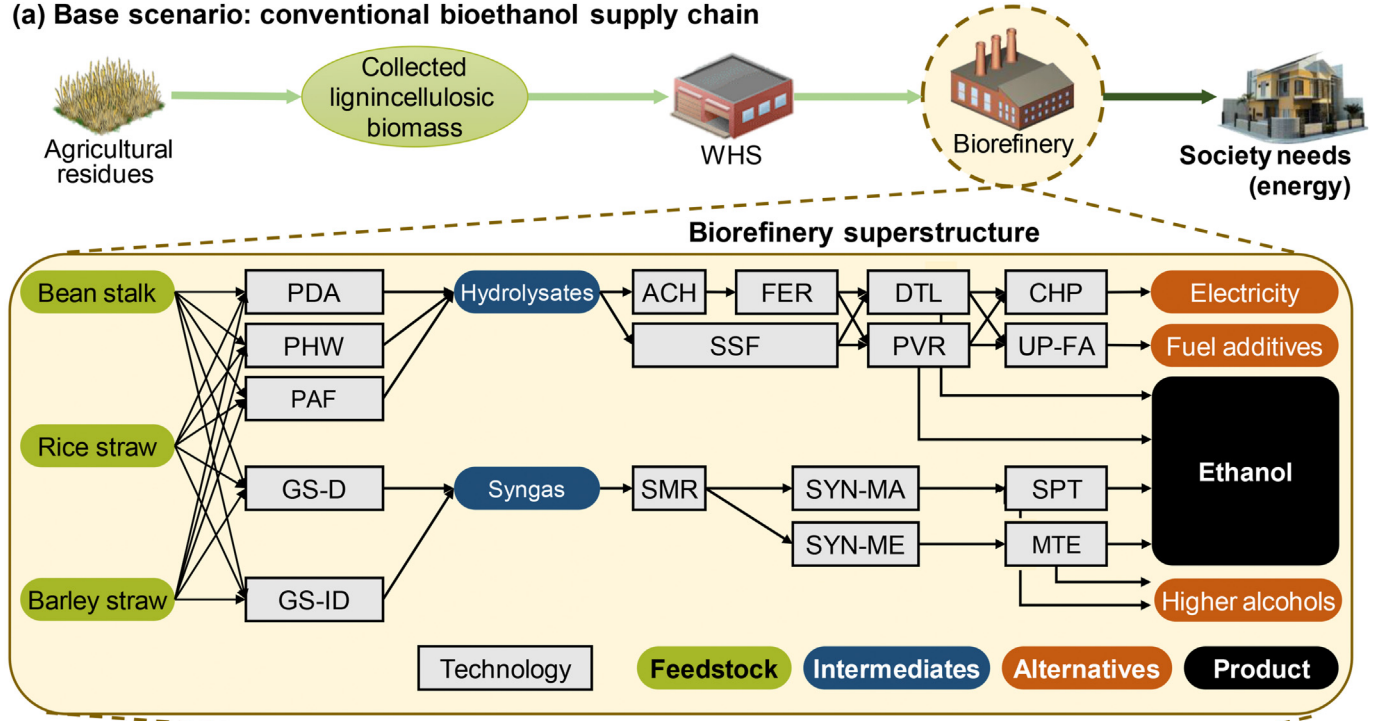 (a) Base scenario: conventional bioethanol supply chain
Agricultural
residues
Collected
lignincellulosic
biomass
WHS
Biorefinery
Society needs
(energy)
Biorefinery superstructure
Bean stalk
Rice straw
Barley straw
PDA
PHW
PAF
GS-D
GS-ID
Hydrolysates
Syngas
ACH
FER
SSF
DTL
PVR
CHP
UP-FA
SMR
SYN-MA
SYN-ME
SPT
MTE
Electricity
Fuel additives
Ethanol
Higher alcohols
Technology
Feedstock
Intermediates
Alternatives
Product